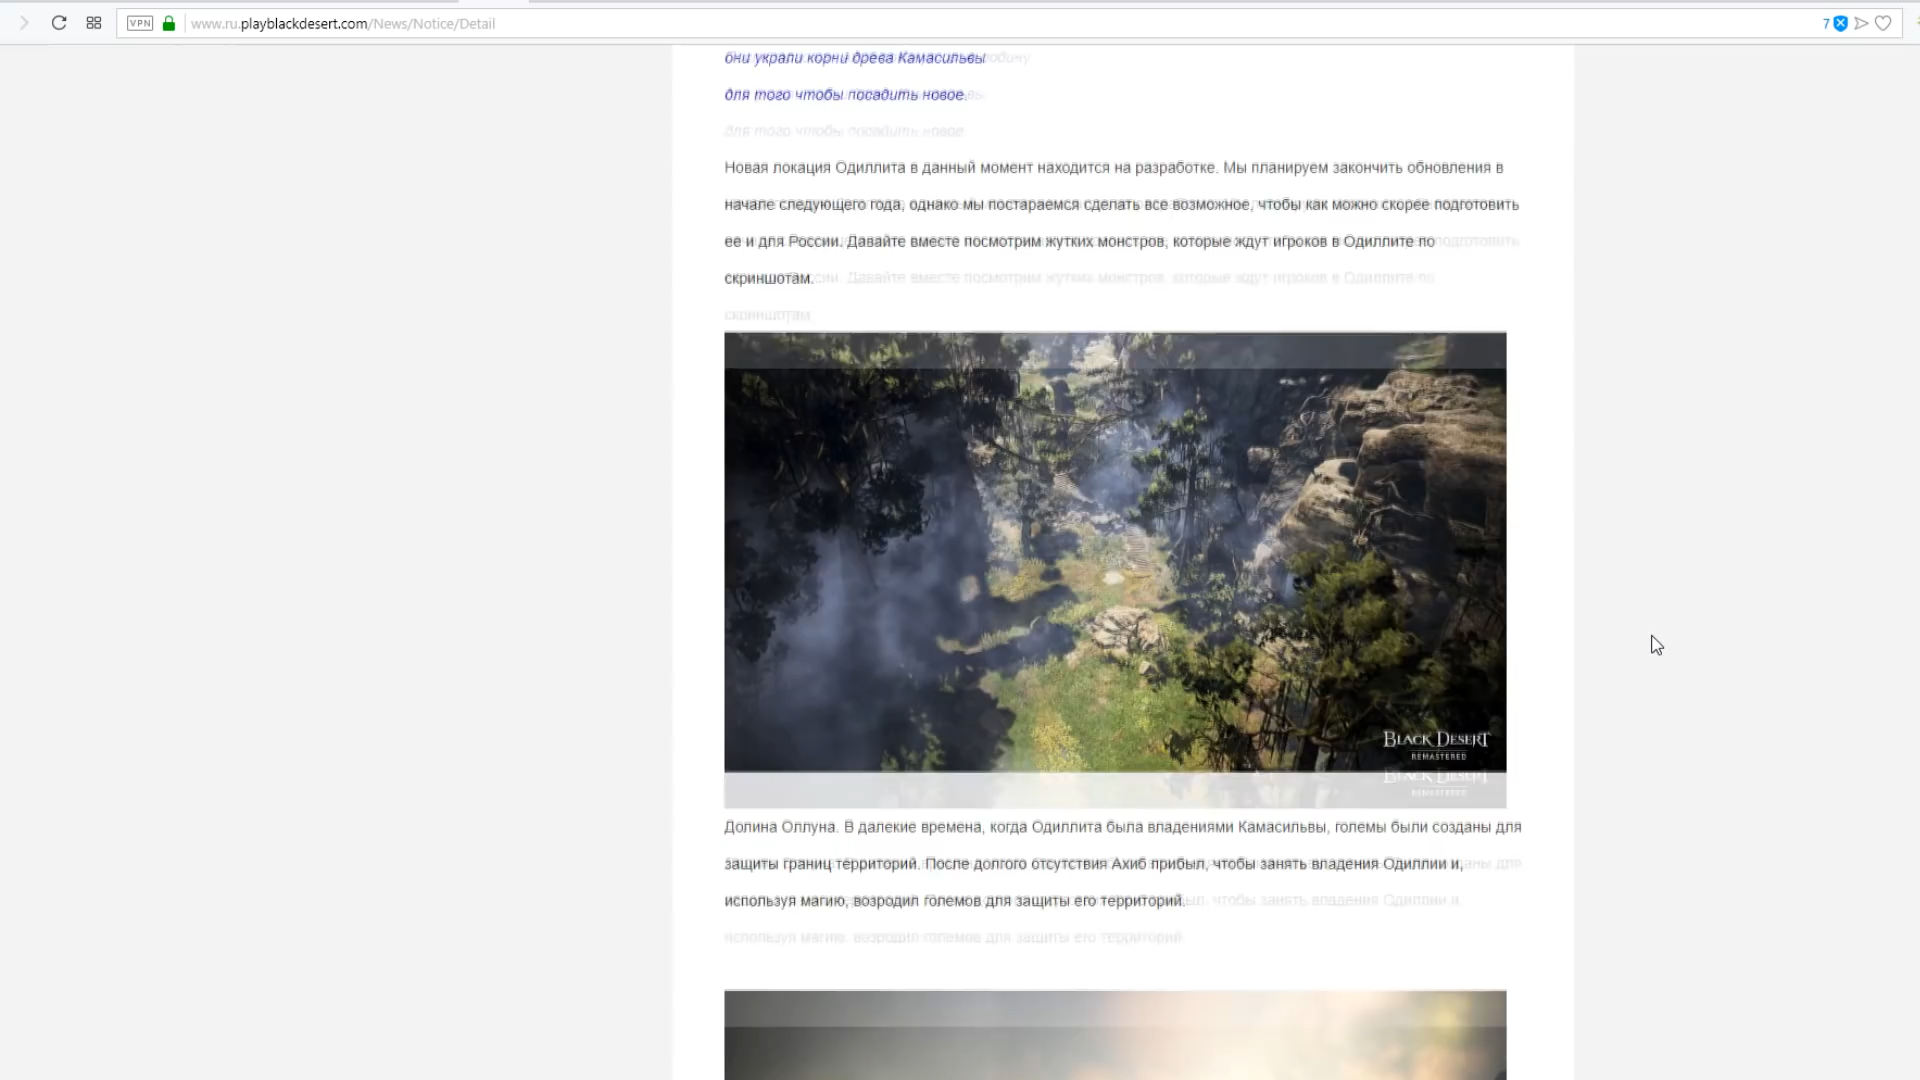 VPN
www.ru.playblackdesert.com/News/Notice/Detail
7
они украли корни древа Камасильвы
для того чтобы посадить новое.
Новая локация Одиллита в данный момент находится на разработке. Мы планируем закончить обновления в
начале следующего года, однако мы постараемся сделать все возможное, чтобы как можно скорее подготовить
ее и для России. Давайте вместе посмотрим жутких монстров, которые ждут игроков в Одиллите по
скриншотам.
BLACK DESERT
REMASTERED
Долина Оллуна. В далекие времена, когда Одиллита была владениями Камасильвы, големы были созданы для
защиты границ территорий. После долгого отсутствия Ахиб прибыл, чтобы занять владения Одиллии и,
используя магию, возродил големов для защиты его территорий.